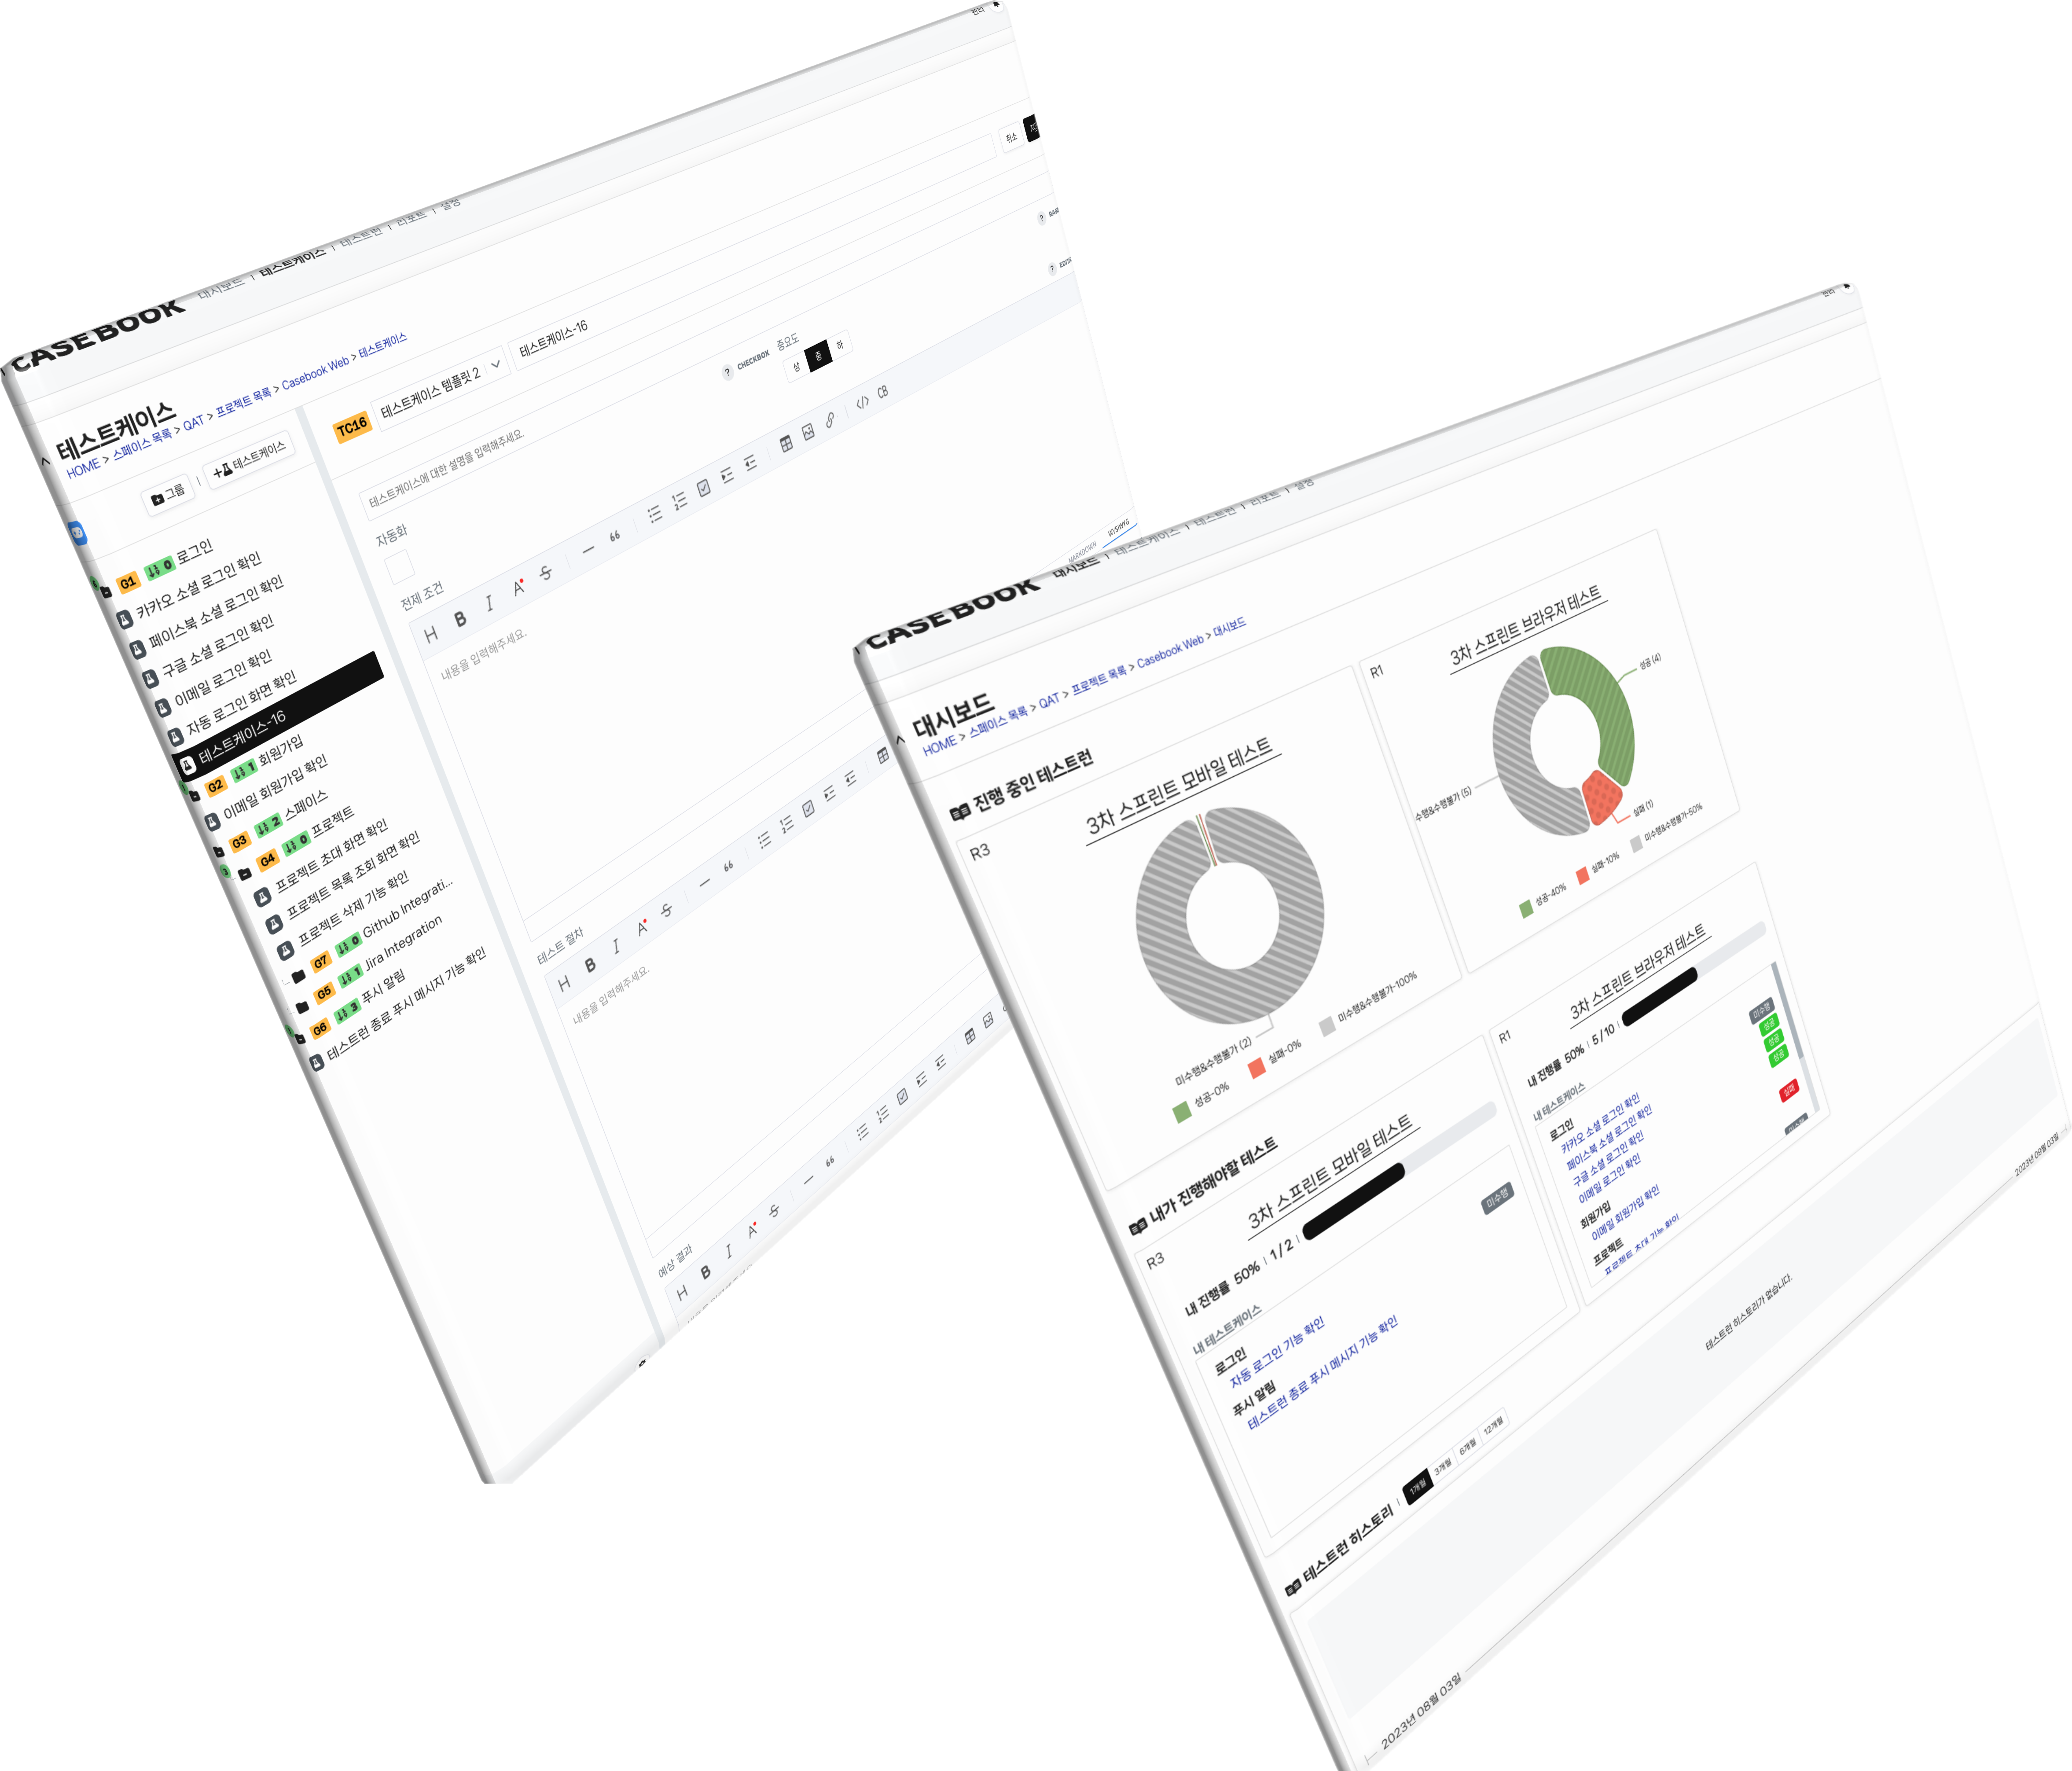 관리
CASEBOOK
대시보드 | 테스트케이스 | 테스트런 | 리포트 | 설정
테스트케이스
HOME > 스페이스 목록 > QAT > 프로젝트 목록 > Casebook Web > 테스트케이스
그룹 | + 테스트케이스
G1 0 로그인
카카오 소셜 로그인 확인
페이스북 소셜 로그인 확인
구글 소셜 로그인 확인
이메일 로그인 확인
자동 로그인 화면 확인
테스트케이스-16
G2 1 회원가입
이메일 회원가입 확인
G3 2 스페이스
G4 0 프로젝트
프로젝트 초대 화면 확인
프로젝트 목록 조회 화면 확인
프로젝트 삭제 기능 확인
G7 0 Github Integrati...
G5 1 Jira Integration
G6 3 푸시 알림
테스트런 종료 푸시 메시지 기능 확인
TC16 테스트케이스 템플릿 2 테스트케이스-16
취소
테스트케이스에 대한 설명을 입력해주세요.
자동화
? CHECKBOX
중요도
상 중 하
전제 조건
H B I A S — 66 </> CB
내용을 입력해주세요.
MARKDOWN WYSIWYG
테스트 절차
H B I A S — 66
내용을 입력해주세요.
예상 결과
H B I A S — 66
관리
CASEBOOK
대시보드 | 테스트케이스 | 테스트런 | 리포트 | 설정
대시보드
HOME > 스페이스 목록 > QAT > 프로젝트 목록 > Casebook Web > 대시보드
진행 중인 테스트런
R3
3차 스프린트 모바일 테스트
미수행&수행불가 (2)
성공-0%
실패-0%
미수행&수행불가-100%
R1
3차 스프린트 브라우저 테스트
성공 (4)
수행&수행불가 (5)
실패 (1)
성공-40%
실패-10%
미수행&수행불가-50%
내가 진행해야할 테스트
R3
3차 스프린트 모바일 테스트
내 진행률 50% | 1 / 2 |
내 테스트케이스
로그인
자동 로그인 기능 확인
미수행
푸시 알림
테스트런 종료 푸시 메시지 기능 확인
R1
3차 스프린트 브라우저 테스트
내 진행률 50% | 5 / 10 |
내 테스트케이스
로그인
카카오 소셜 로그인 확인 미수행
페이스북 소셜 로그인 확인 성공
구글 소셜 로그인 확인 성공
이메일 로그인 확인 성공
회원가입
이메일 회원가입 확인 실패
프로젝트
프로젝트 초대 기능 확인
테스트런 히스토리 | 1개월 3개월 6개월 12개월
테스트런 히스토리가 없습니다.
2023년 08월 03일
2023년 09월 03일